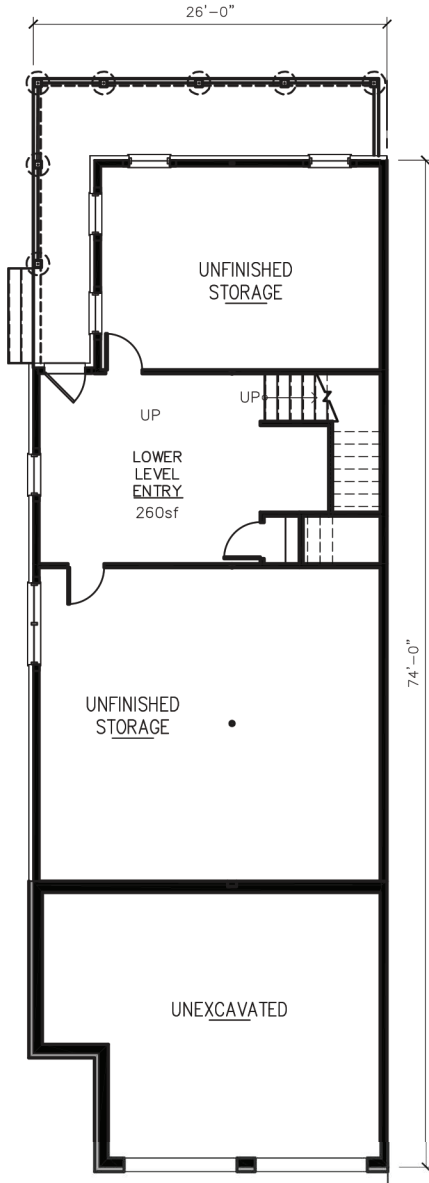 26'-0"
UNFINISHED
STORAGE
UP
UP
LOWER
LEVEL
ENTRY
260sf
74'-0"
UNFINISHED
STORAGE
UNEXCAVATED